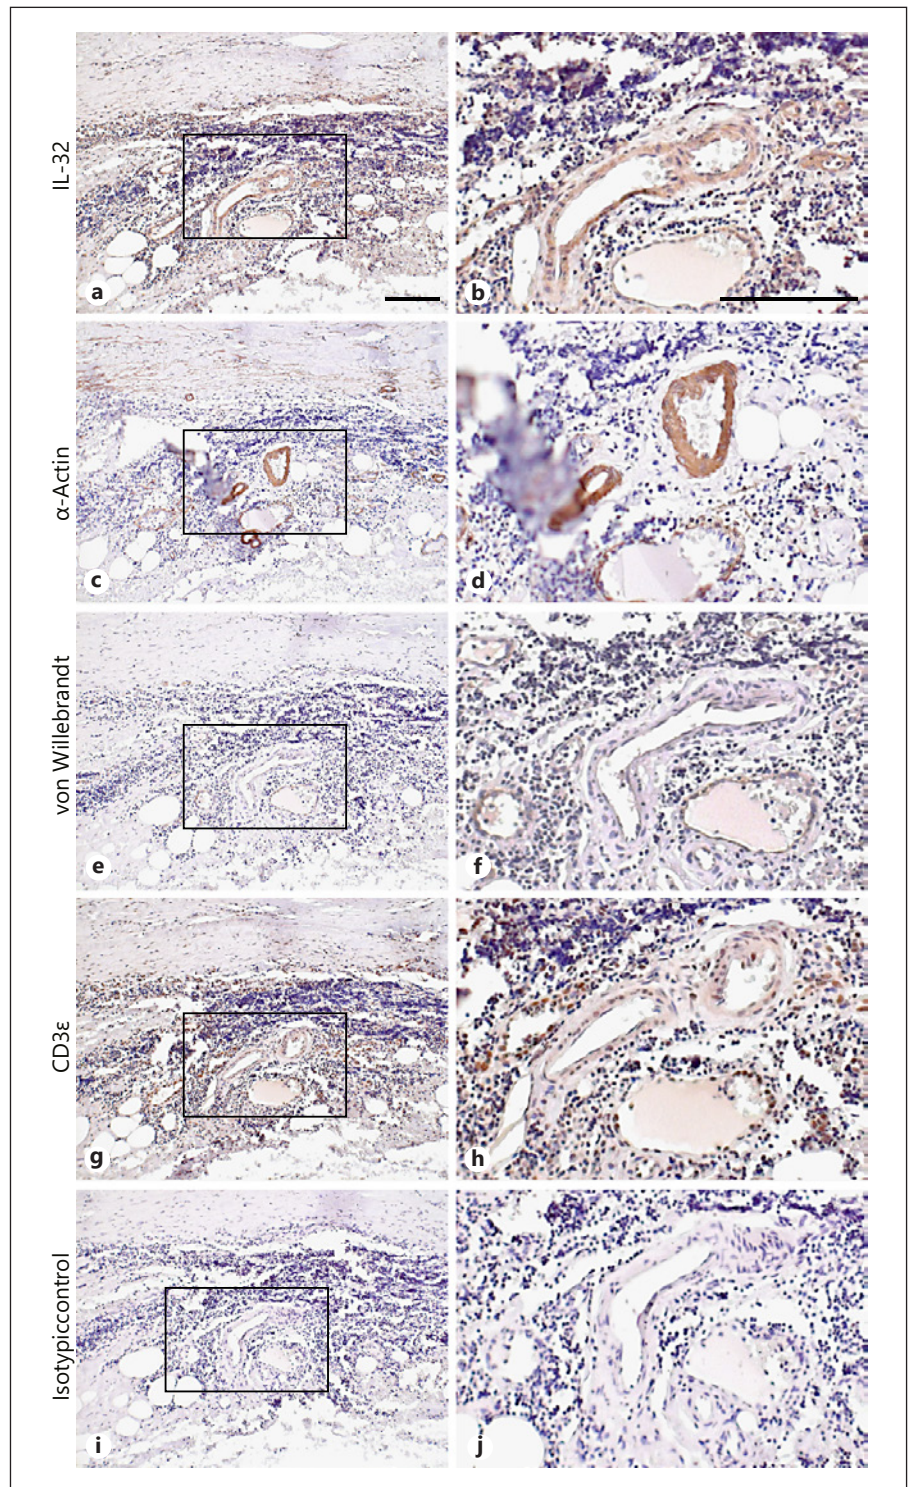 IL-32
a
b
α-Actin
c
d
von Willebrandt
e
f
CD3ε
g
h
Isotypiccontrol
i
j